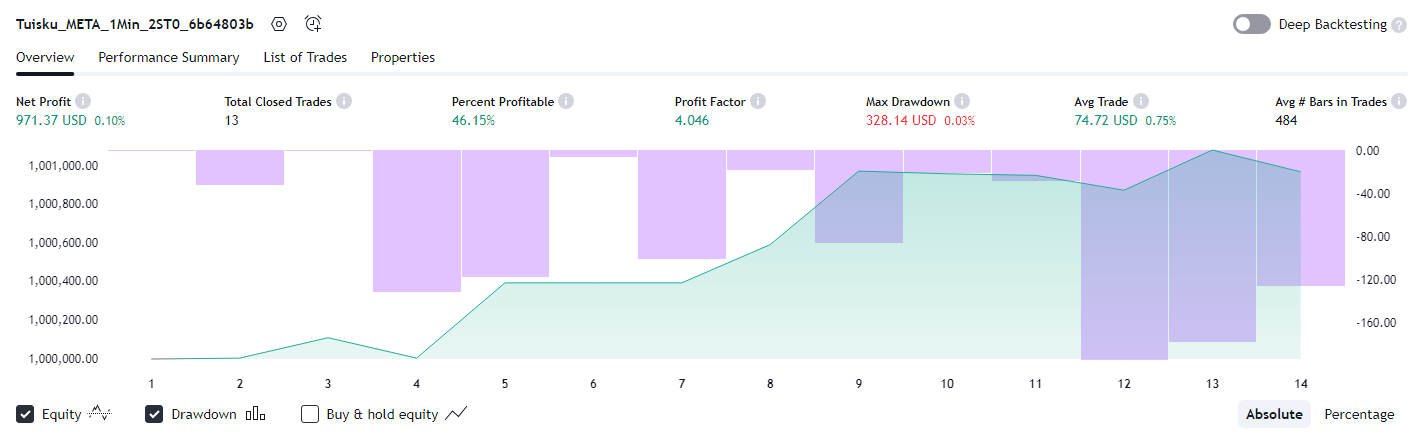 Tuisku_META_1Min_2ST0_6b64803b
Deep Backtesting ?
Overview Performance Summary List of Trades Properties
Net Profit Total Closed Trades Percent Profitable Profit Factor Max Drawdown Avg Trade Avg # Bars in Trades
971.37 USD 0.10% 13 46.15% 4.046 328.14 USD 0.03% 74.72 USD 0.75% 484
1,001,000.00 0.00
1,000,800.00 -40.00
1,000,600.00 -80.00
1,000,400.00 -120.00
1,000,200.00 -160.00
1,000,000.00
1 2 3 4 5 6 7 8 9 10 11 12 13 14
Equity Drawdown Buy & hold equity Absolute Percentage